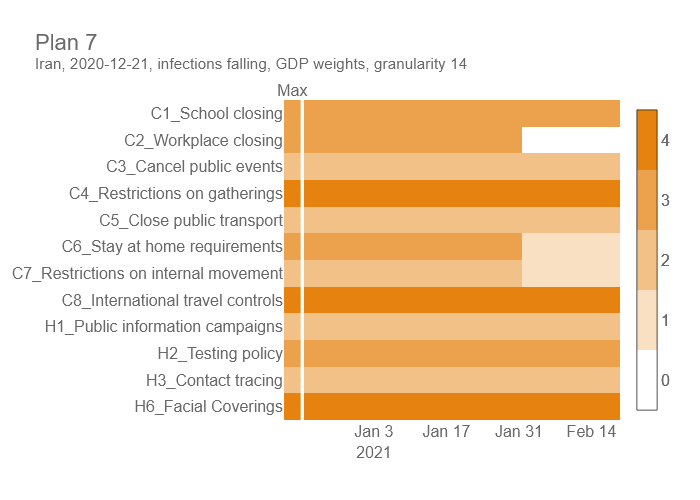 Plan 7
Iran, 2020-12-21, infections falling, GDP weights, granularity 14
Max
C1_School closing
C2_Workplace closing
C3_Cancel public events
C4_Restrictions on gatherings
C5_Close public transport
C6_Stay at home requirements
C7_Restrictions on internal movement
C8_International travel controls
H1_Public information campaigns
H2_Testing policy
H3_Contact tracing
H6_Facial Coverings
4
3
2
1
0
Jan 3 Jan 17 Jan 31 Feb 14
2021